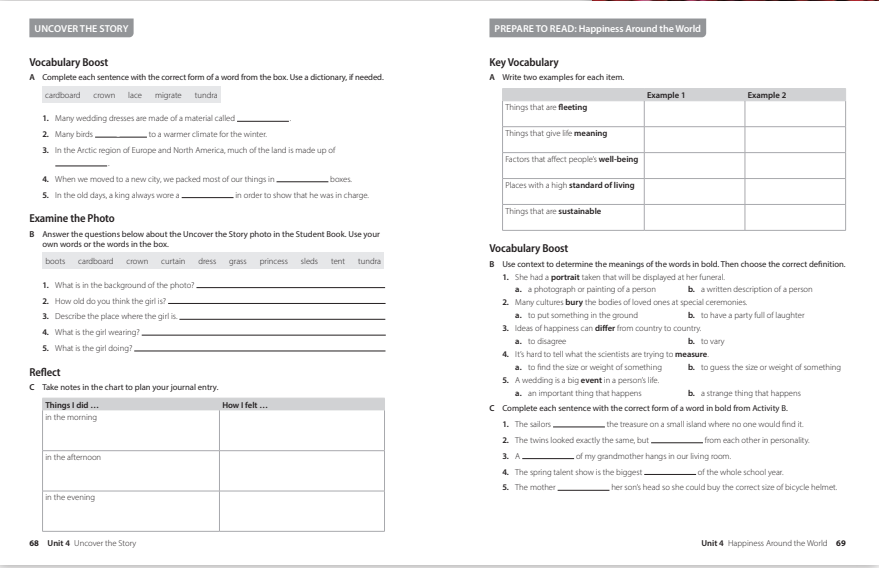 UNCOVER THE STORY
Vocabulary Boost
A Complete each sentence with the correct form of a word from the box. Use a dictionary, if needed.
cardboard crown lace migrate tundra
1. Many wedding dresses are made of a material called ____________.
2. Many birds ____________ to a warmer climate for the winter.
3. In the Arctic region of Europe and North America, much of the land is made up of
____________.
4. When we moved to a new city, we packed most of our things in ____________ boxes.
5. In the old days, a king always wore a ____________ in order to show that he was in charge.
Examine the Photo
B Answer the questions below about the Uncover the Story photo in the Student Book. Use your
own words or the words in the box.
boots cardboard crown curtain dress grass princess sleds tent tundra
1. What is in the background of the photo? ____________
2. How old do you think the girl is? ____________
3. Describe the place where the girl is. ____________
4. What is the girl wearing? ____________
5. What is the girl doing? ____________
Reflect
C Take notes in the chart to plan your journal entry.
Things I did … How I felt …
in the morning
in the afternoon
in the evening
68 Unit 4 Uncover the Story
PREPARE TO READ: Happiness Around the World
Key Vocabulary
A Write two examples for each item.
Example 1 Example 2
Things that are fleeting
Things that give life meaning
Factors that affect people's well-being
Places with a high standard of living
Things that are sustainable
Vocabulary Boost
B Use context to determine the meanings of the words in bold. Then choose the correct definition.
1. She had a portrait taken that will be displayed at her funeral.
a. a photograph or painting of a person b. a written description of a person
2. Many cultures bury the bodies of loved ones at special ceremonies.
a. to put something in the ground b. to have a party full of laughter
3. Ideas of happiness can differ from country to country.
a. to disagree b. to vary
4. It's hard to tell what the scientists are trying to measure.
a. to find the size or weight of something b. to guess the size or weight of something
5. A wedding is a big event in a person's life.
a. an important thing that happens b. a strange thing that happens
C Complete each sentence with the correct form of a word in bold from Activity B.
1. The sailors ____________ the treasure on a small island where no one would find it.
2. The twins looked exactly the same, but ____________ from each other in personality.
3. A ____________ of my grandmother hangs in our living room.
4. The spring talent show is the biggest ____________ of the whole school year.
5. The mother ____________ her son's head so she could buy the correct size of bicycle helmet.
Unit 4 Happiness Around the World 69